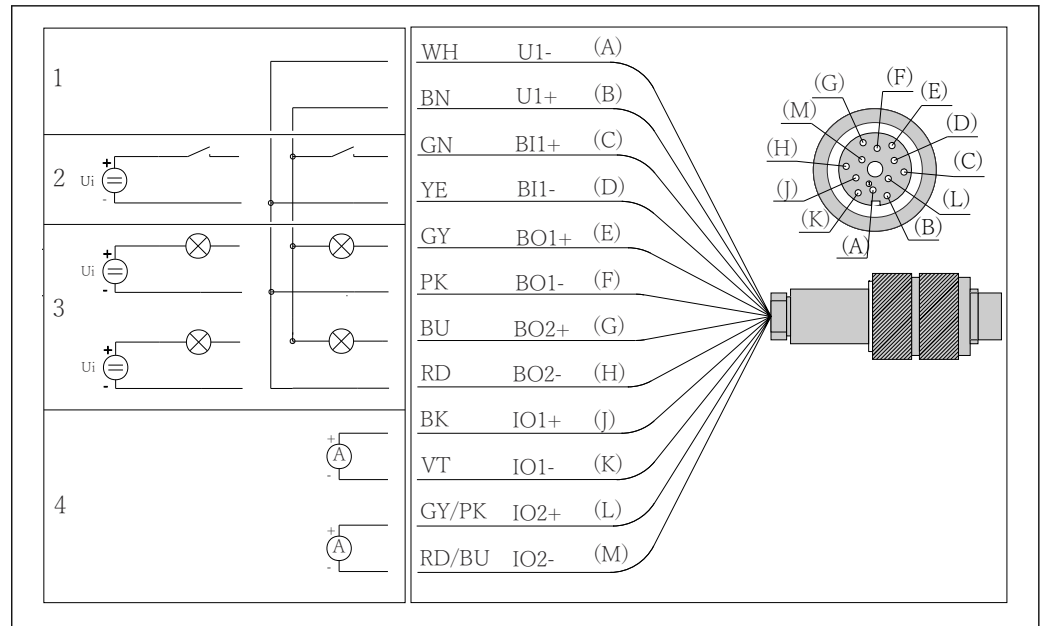 1
2
+
Ui
-
3
+
Ui
-
+
Ui
-
4
+
A
-
+
A
-
WH U1- (A)
BN U1+ (B)
GN BI1+ (C)
YE BI1- (D)
GY BO1+ (E)
PK BO1- (F)
BU BO2+ (G)
RD BO2- (H)
BK IO1+ (J)
VT IO1- (K)
GY/PK IO2+ (L)
RD/BU IO2- (M)
(F)
(G) (E)
(M) (D)
(H) (C)
(J) (L)
(K) (B)
(A)